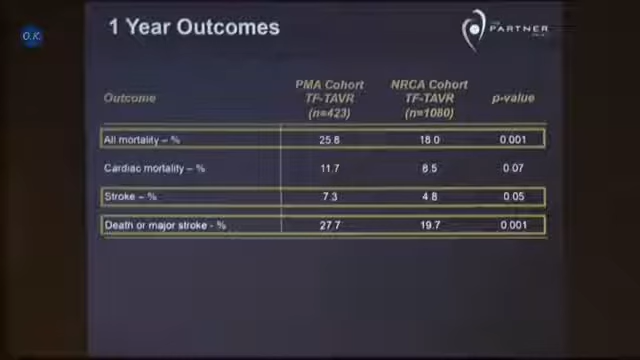 O.K.
1 Year Outcomes
THE
PARTNER
Outcome
PMA Cohort
TF-TAVR
(n=423)
NRCA Cohort
TF-TAVR
(n=1080)
p-value
All mortality – % 25.6 18.0 0.001
Cardiac mortality – % 11.7 8.5 0.07
Stroke – % 7.3 4.8 0.05
Death or major stroke - % 27.7 19.7 0.001